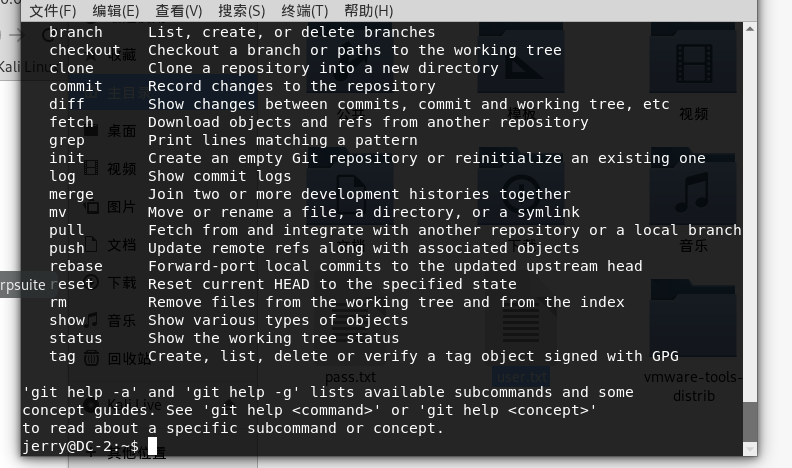 文件(F) 编辑(E) 查看(V) 搜索(S) 终端(T) 帮助(H)
branch List, create, or delete branches
checkout Checkout a branch or paths to the working tree
clone Clone a repository into a new directory
commit Record changes to the repository
diff Show changes between commits, commit and working tree, etc
fetch Download objects and refs from another repository
grep Print lines matching a pattern
init Create an empty Git repository or reinitialize an existing one
log Show commit logs
merge Join two or more development histories together
mv Move or rename a file, a directory, or a symlink
pull Fetch from and integrate with another repository or a local branch
push Update remote refs along with associated objects
rebase Forward-port local commits to the updated upstream head
reset Reset current HEAD to the specified state
rm Remove files from the working tree and from the index
show Show various types of objects
status Show the working tree status
tag Create, list, delete or verify a tag object signed with GPG
'git help -a' and 'git help -g' lists available subcommands and some
concept guides. See 'git help <command>' or 'git help <concept>'
to read about a specific subcommand or concept.
jerry@DC-2:~$
Kali Linu
rpsuite
收藏
主目录
桌面
视频
图片
文档
下载
音乐
回收站
Kali Live
其他位置
视频
下载
音乐
pass.txt
user.txt
vmware-tools-
distrib